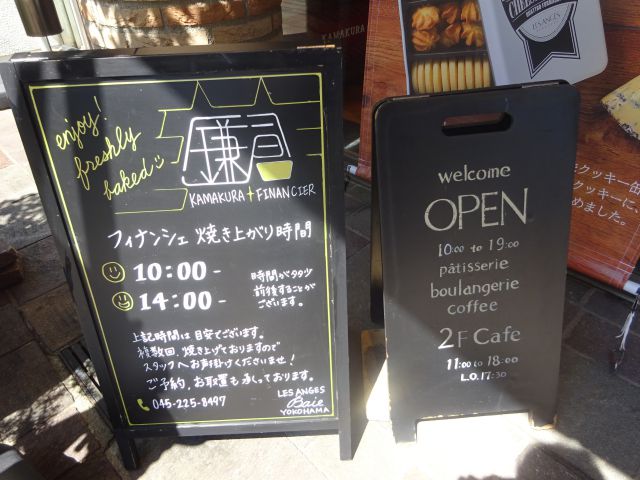 enjoy!
freshly
baked
鎌倉
KAMAKURA FINANCIER
フィナンシェ 焼き上がり時間
10:00-
14:00-
時間が多少
前後することが
ございます。
上記時間は目安でございます。
複数回、焼き上げておりますので
スタッフへお声掛けくださいませ!
ご予約、お取置も承っております。
045-225-8497
LES ANGES
Baie
YOKOHAMA
welcome
OPEN
10:00 to 19:00
pâtisserie
boulangerie
coffee
2F Cafe
11:00 to 18:00
L.O.17:30
LES ANGES
KAMAKURA
クッキー缶
クッキーに
めました。